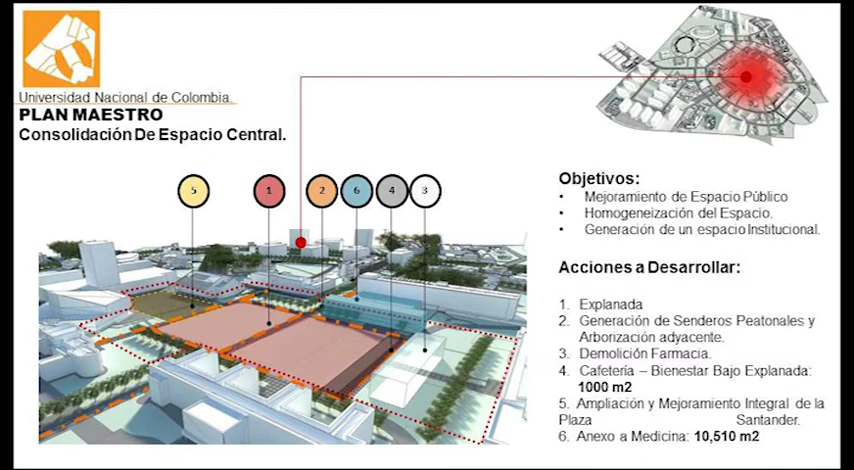 Universidad Nacional de Colombia.
PLAN MAESTRO
Consolidación De Espacio Central.
5 1 2 6 4 3
Objetivos:
• Mejoramiento de Espacio Público
• Homogeneización del Espacio.
• Generación de un espacio Institucional.
Acciones a Desarrollar:
1. Explanada
2. Generación de Senderos Peatonales y
Arborización adyacente.
3. Demolición Farmacia.
4. Cafetería – Bienestar Bajo Explanada:
1000 m2
5. Ampliación y Mejoramiento Integral de la
Plaza Santander.
6. Anexo a Medicina: 10,510 m2